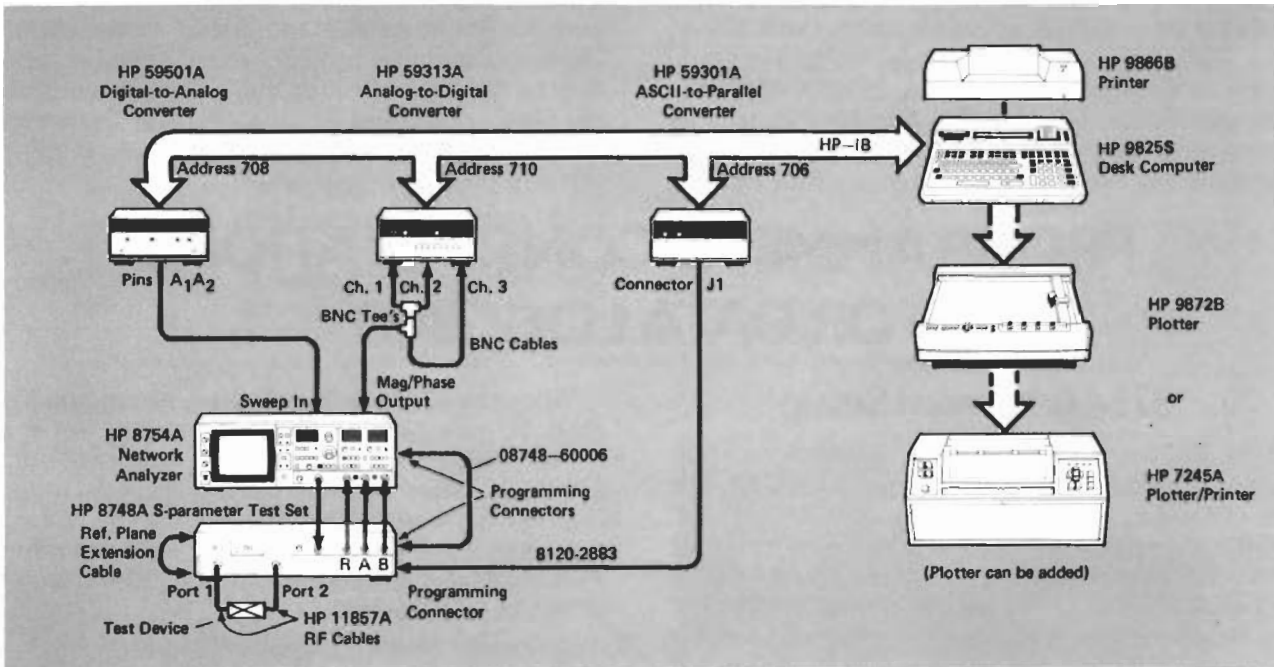 HP 59501A
Digital-to-Analog
Converter
HP 59313A
Analog-to-Digital
Converter
HP 59301A
ASCII-to-Parallel
Converter
HP 9866B
Printer
HP-IB
HP 9825S
Desk Computer
Address 708
Address 710
Address 706
Pins A1A2
Ch. 1
Ch. 2
Ch. 3
Connector J1
BNC Tee's
BNC Cables
HP 9872B
Plotter
Mag/Phase
Output
Sweep In
or
HP 8754A
Network
Analyzer
08748-60006
Programming
Connectors
HP 7245A
Plotter/Printer
HP 8748A S-parameter Test Set
Ref. Plane
Extension
Cable
R A B
8120-2883
(Plotter can be added)
Port 1
Port 2
Programming
Connector
Test Device
HP 11857A
RF Cables